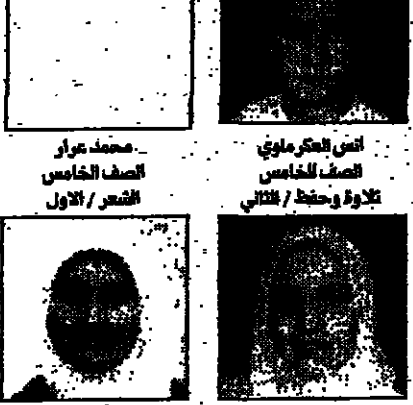 انس العكرماوي
الصف الخامس
تلاوة وحفظ / الثاني
محمد عرار
الصف الخامس
الشعر / الاول